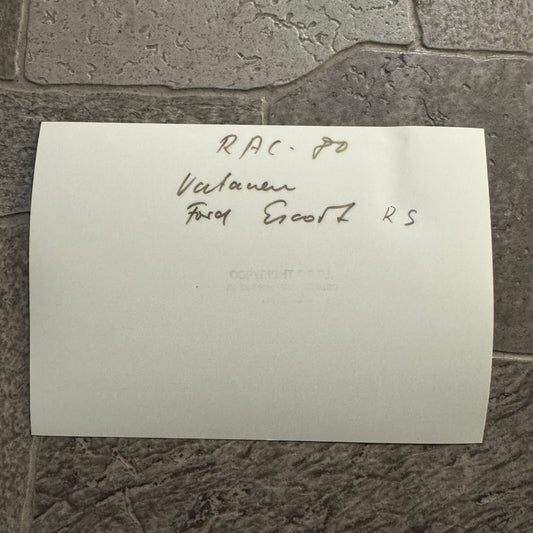 RAC - 80
Vatanen
Ford Escort RS
COPYRIGHT